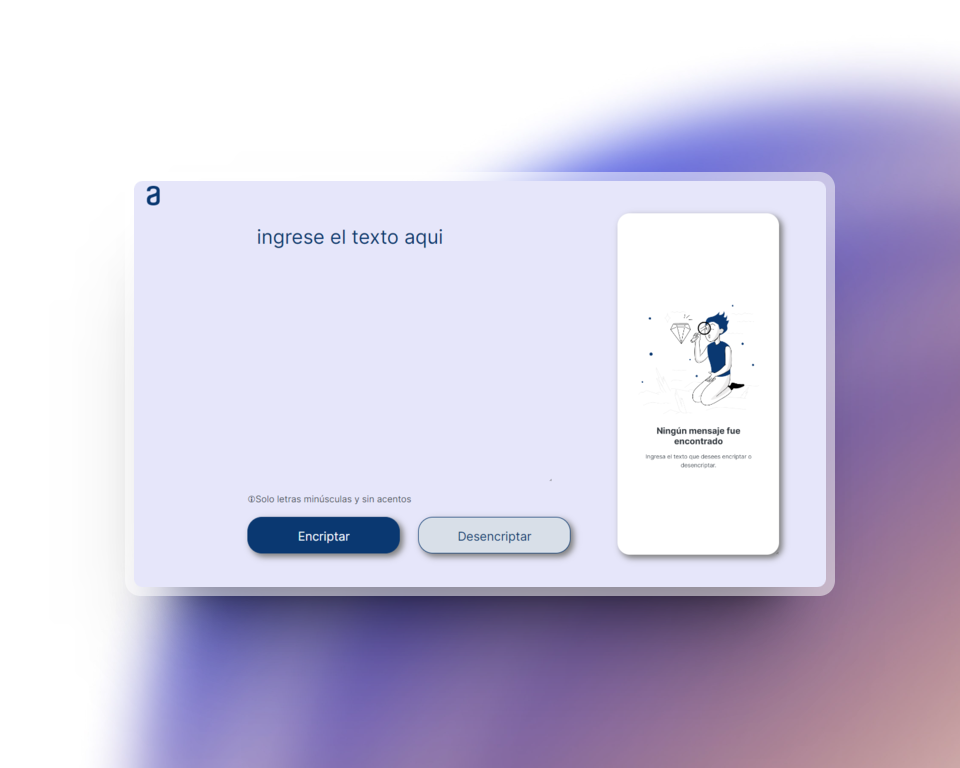 a
ingrese el texto aqui
Solo letras minúsculas y sin acentos
Encriptar
Desencriptar
Ningún mensaje fue
encontrado
Ingresa el texto que desees encriptar o
desencriptar.